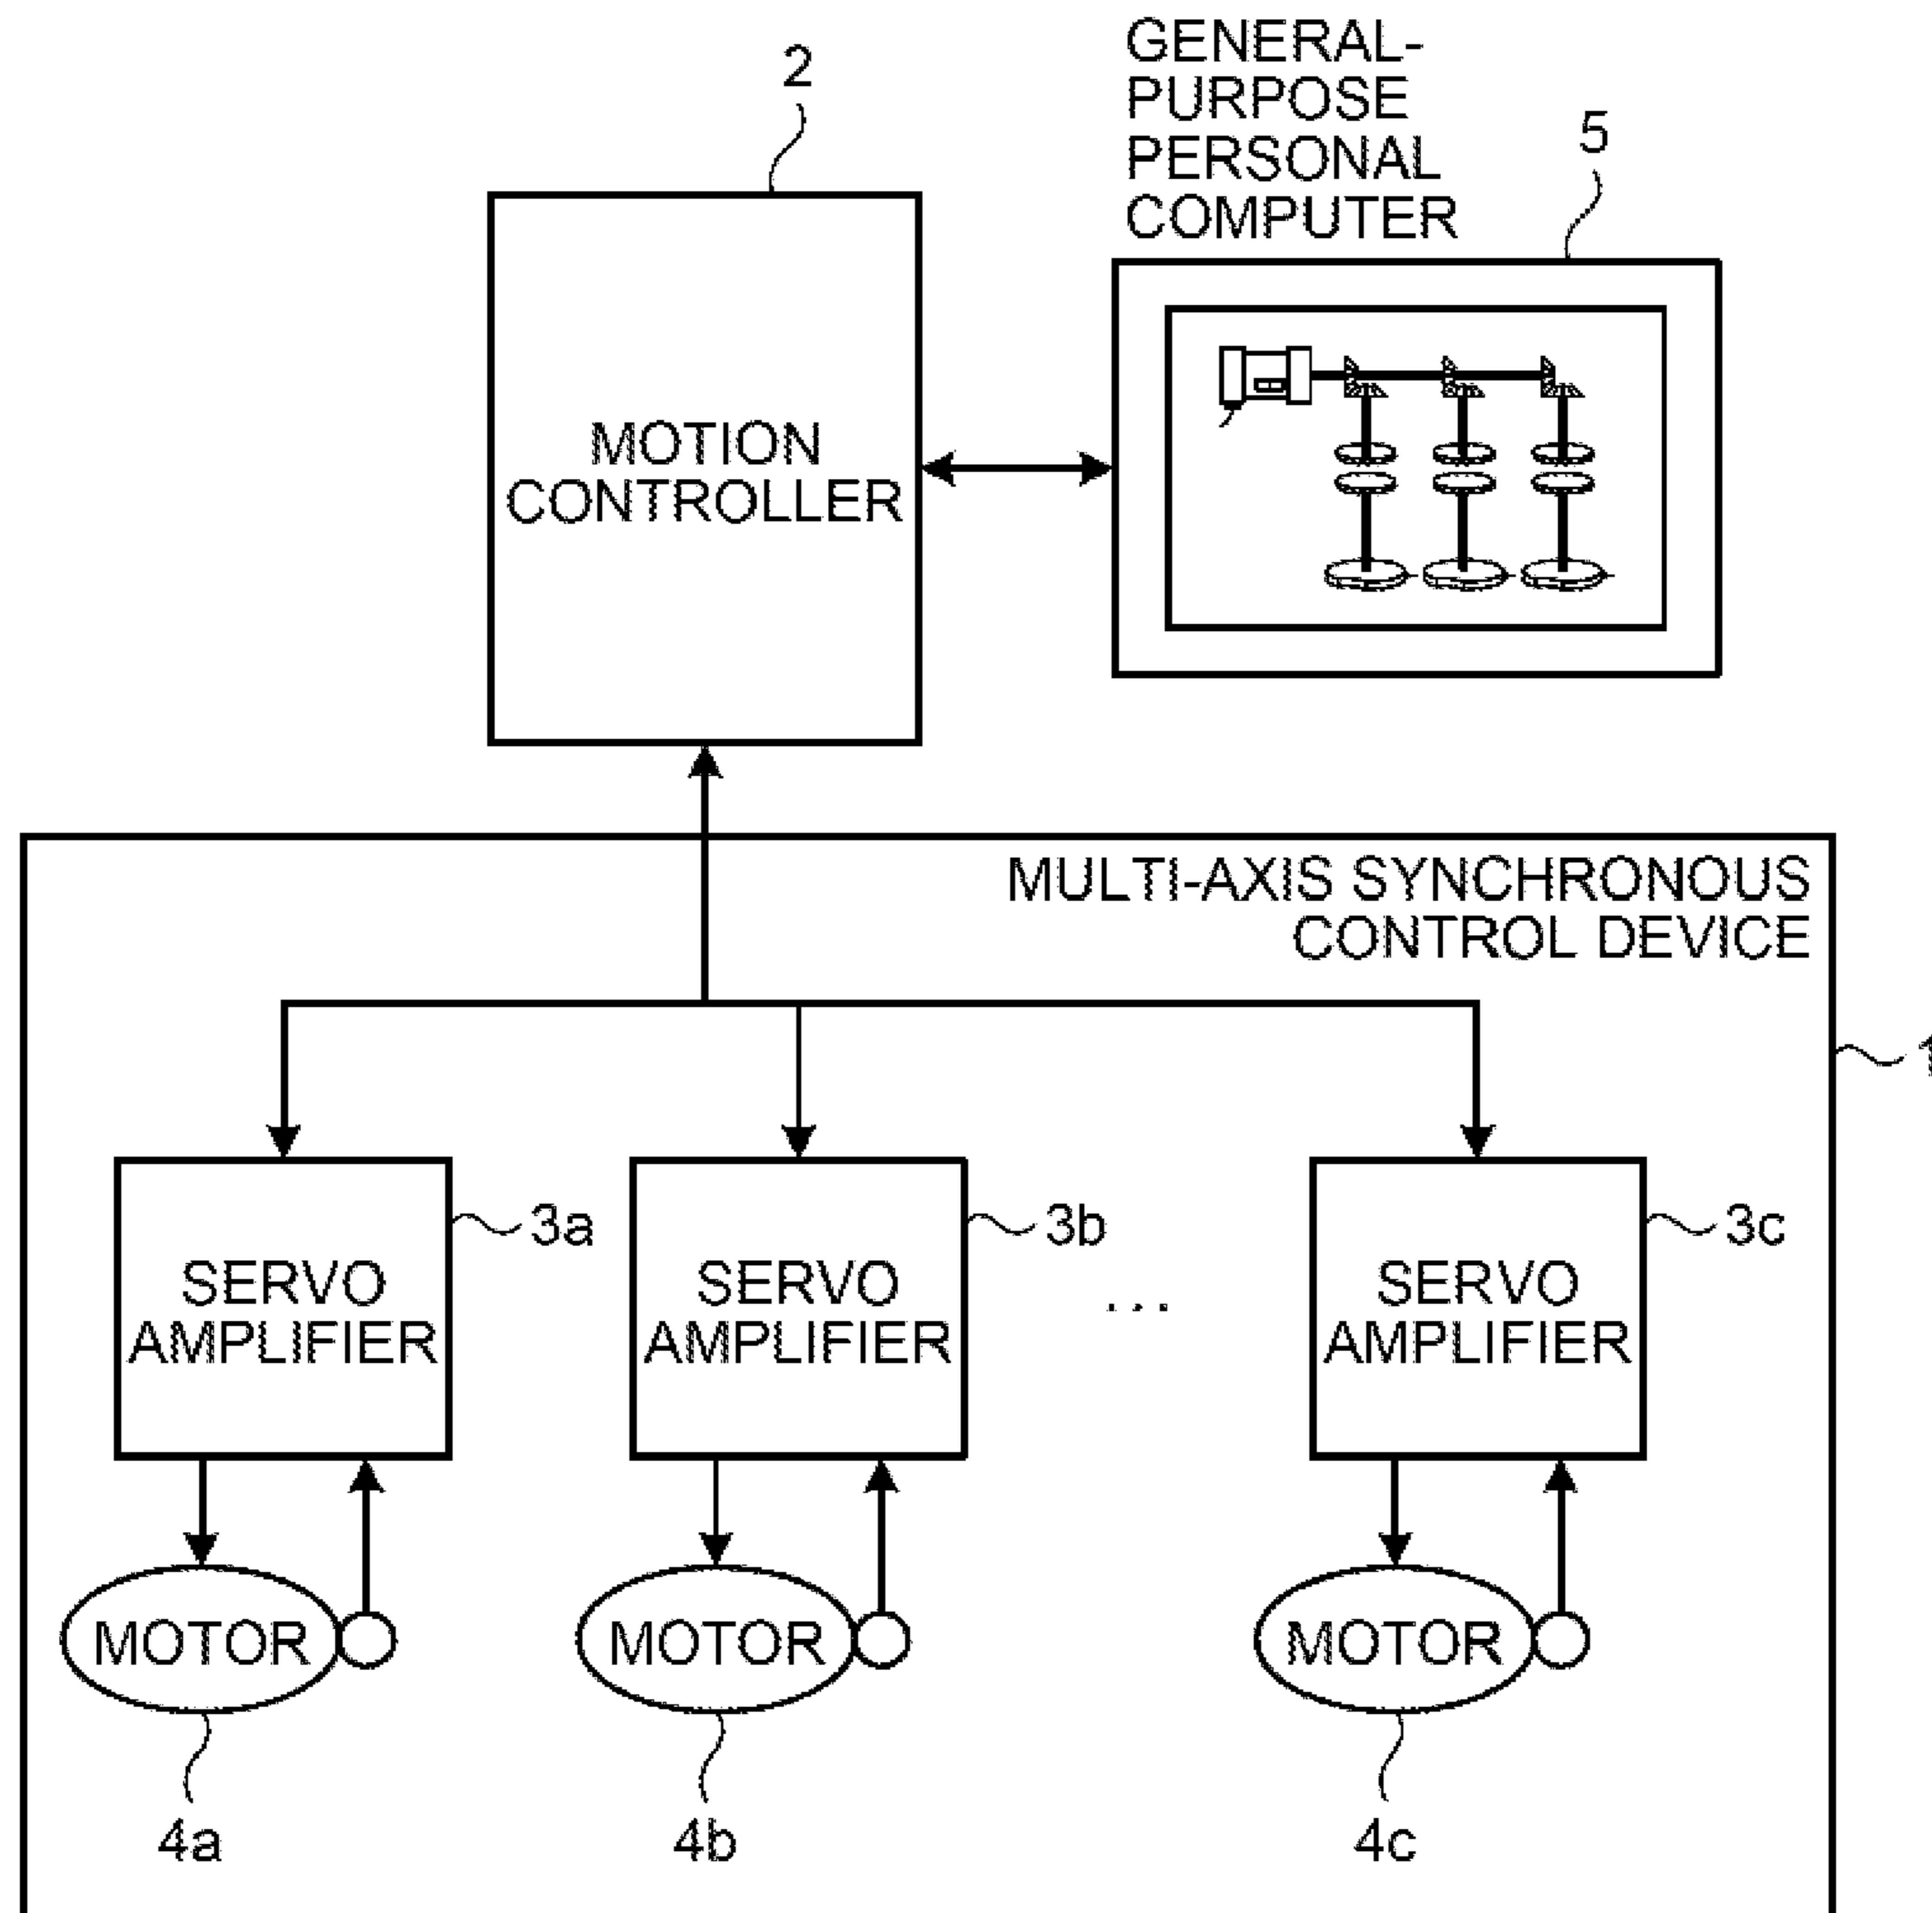 2
GENERAL-
PURPOSE
PERSONAL
COMPUTER
5
MOTION
CONTROLLER
MULTI-AXIS SYNCHRONOUS
CONTROL DEVICE
3a
3b
3c
SERVO
AMPLIFIER
SERVO
AMPLIFIER
...
SERVO
AMPLIFIER
MOTOR
MOTOR
MOTOR
4a
4b
4c